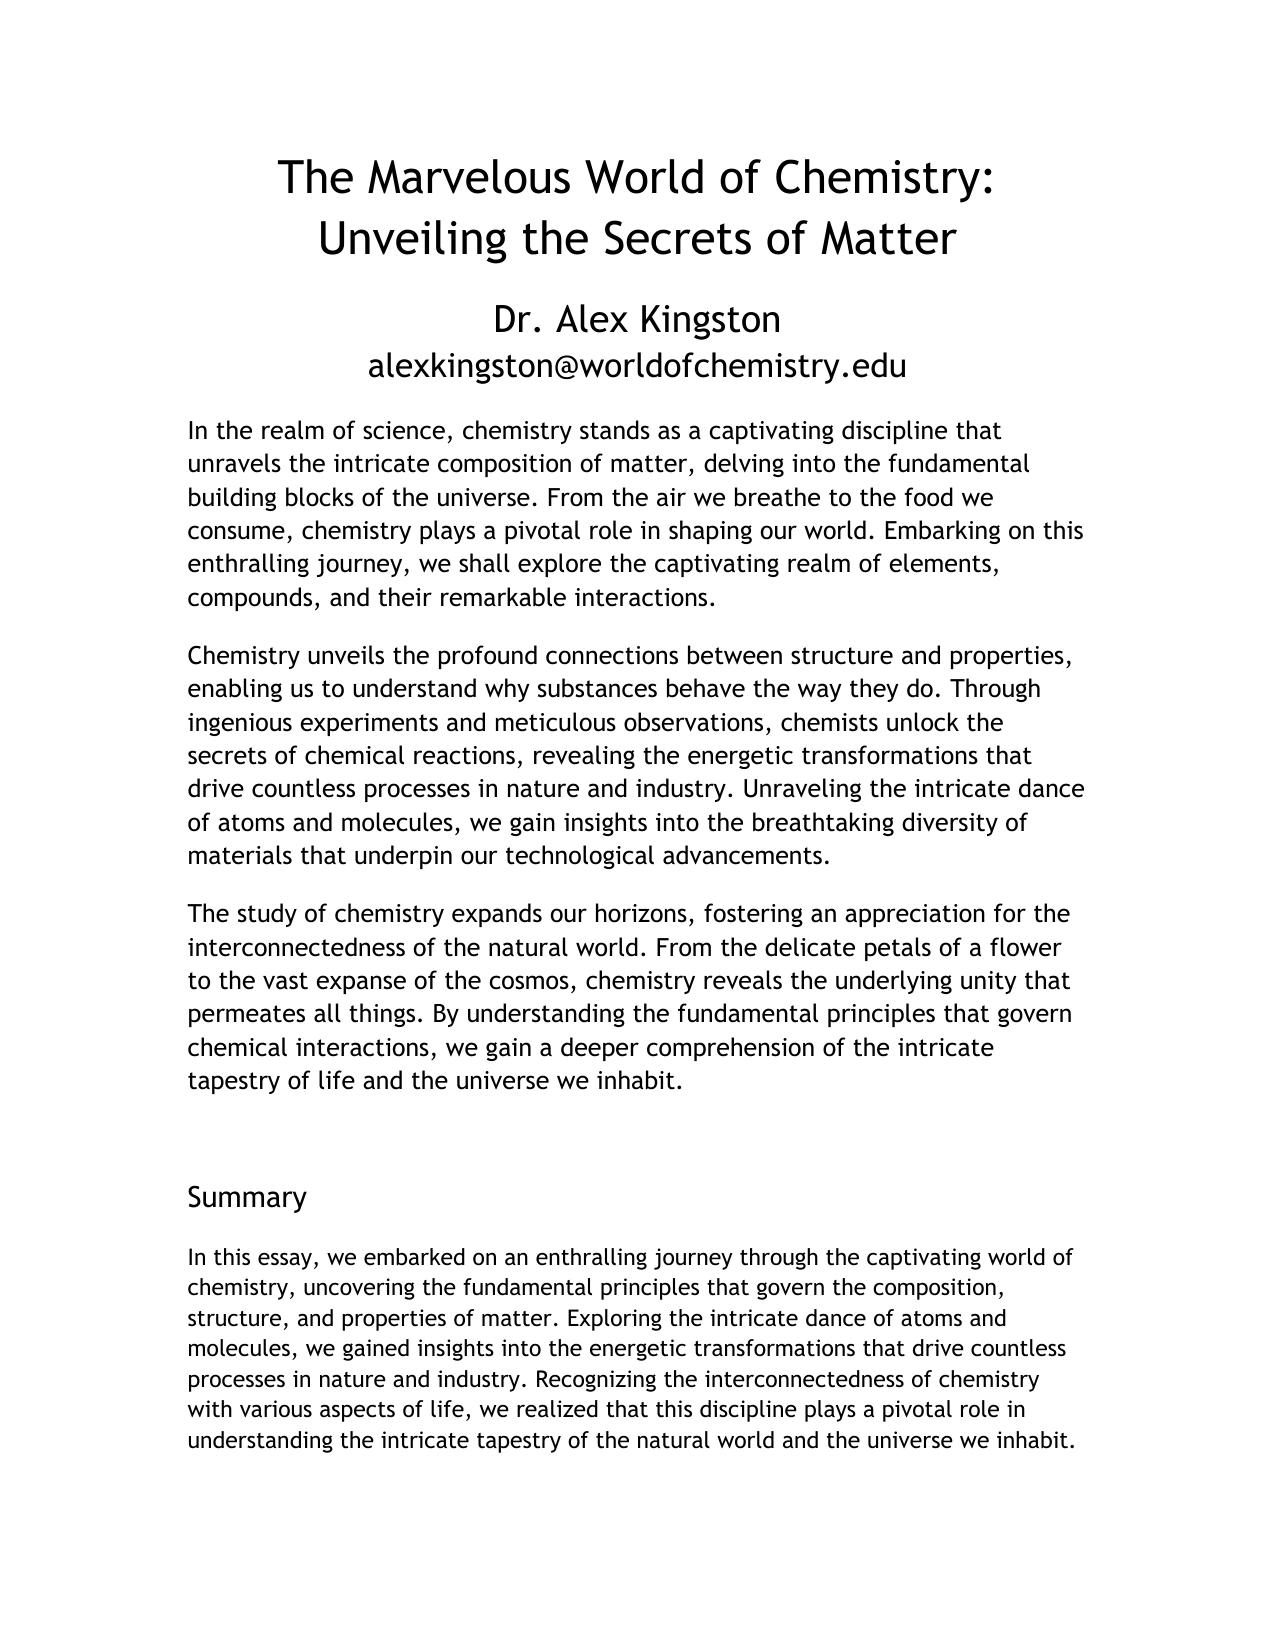 The Marvelous World of Chemistry:
Unveiling the Secrets of Matter
Dr. Alex Kingston
alexkingston@worldofchemistry.edu
In the realm of science, chemistry stands as a captivating discipline that
unravels the intricate composition of matter, delving into the fundamental
building blocks of the universe. From the air we breathe to the food we
consume, chemistry plays a pivotal role in shaping our world. Embarking on this
enthralling journey, we shall explore the captivating realm of elements,
compounds, and their remarkable interactions.
Chemistry unveils the profound connections between structure and properties,
enabling us to understand why substances behave the way they do. Through
ingenious experiments and meticulous observations, chemists unlock the
secrets of chemical reactions, revealing the energetic transformations that
drive countless processes in nature and industry. Unraveling the intricate dance
of atoms and molecules, we gain insights into the breathtaking diversity of
materials that underpin our technological advancements.
The study of chemistry expands our horizons, fostering an appreciation for the
interconnectedness of the natural world. From the delicate petals of a flower
to the vast expanse of the cosmos, chemistry reveals the underlying unity that
permeates all things. By understanding the fundamental principles that govern
chemical interactions, we gain a deeper comprehension of the intricate
tapestry of life and the universe we inhabit.
Summary
In this essay, we embarked on an enthralling journey through the captivating world of
chemistry, uncovering the fundamental principles that govern the composition,
structure, and properties of matter. Exploring the intricate dance of atoms and
molecules, we gained insights into the energetic transformations that drive countless
processes in nature and industry. Recognizing the interconnectedness of chemistry
with various aspects of life, we realized that this discipline plays a pivotal role in
understanding the intricate tapestry of the natural world and the universe we inhabit.